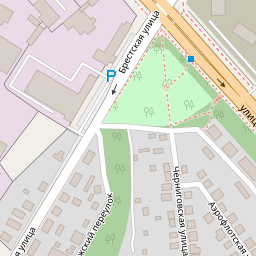 Брестская улица
P
улиц
Черниговская улица
Аэрофлотская
жский переулок
я улица